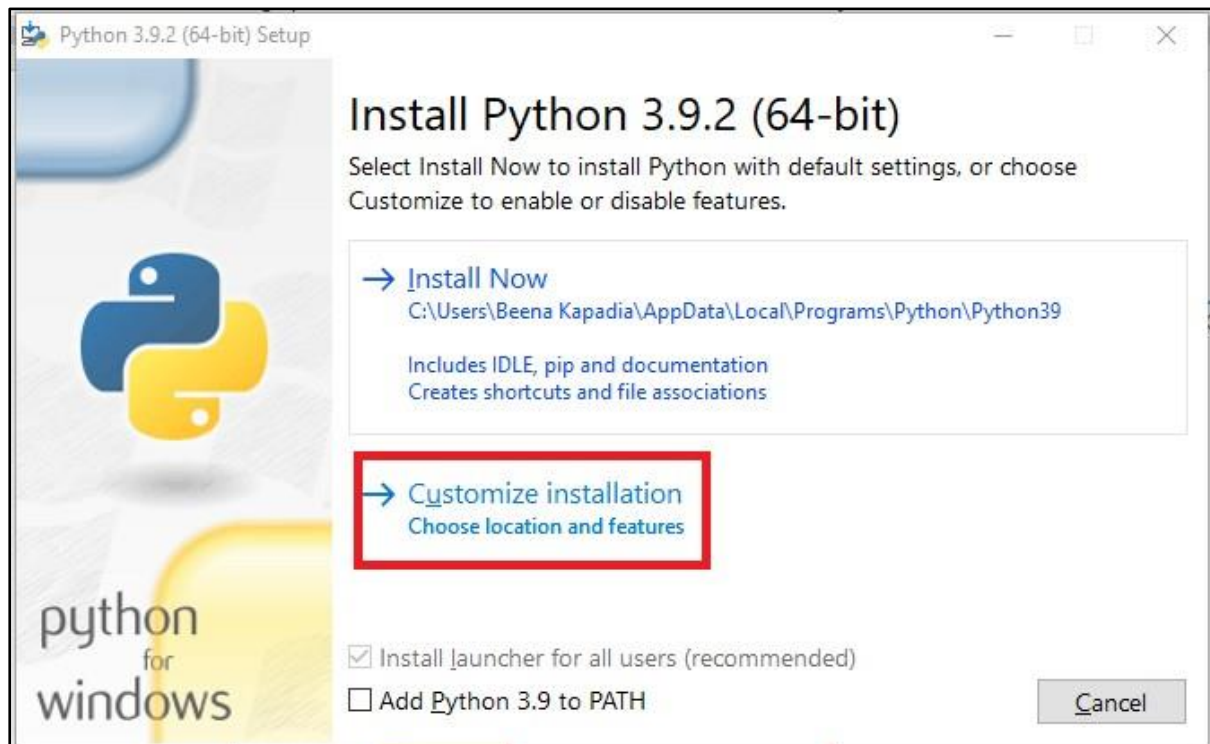 Python 3.9.2 (64-bit) Setup
Install Python 3.9.2 (64-bit)
Select Install Now to install Python with default settings, or choose
Customize to enable or disable features.
Install Now
C:\Users\Beena Kapadia\AppData\Local\Programs\Python\Python39
Includes IDLE, pip and documentation
Creates shortcuts and file associations
Customize installation
Choose location and features
python
for
windows
Install launcher for all users (recommended)
Add Python 3.9 to PATH
Cancel